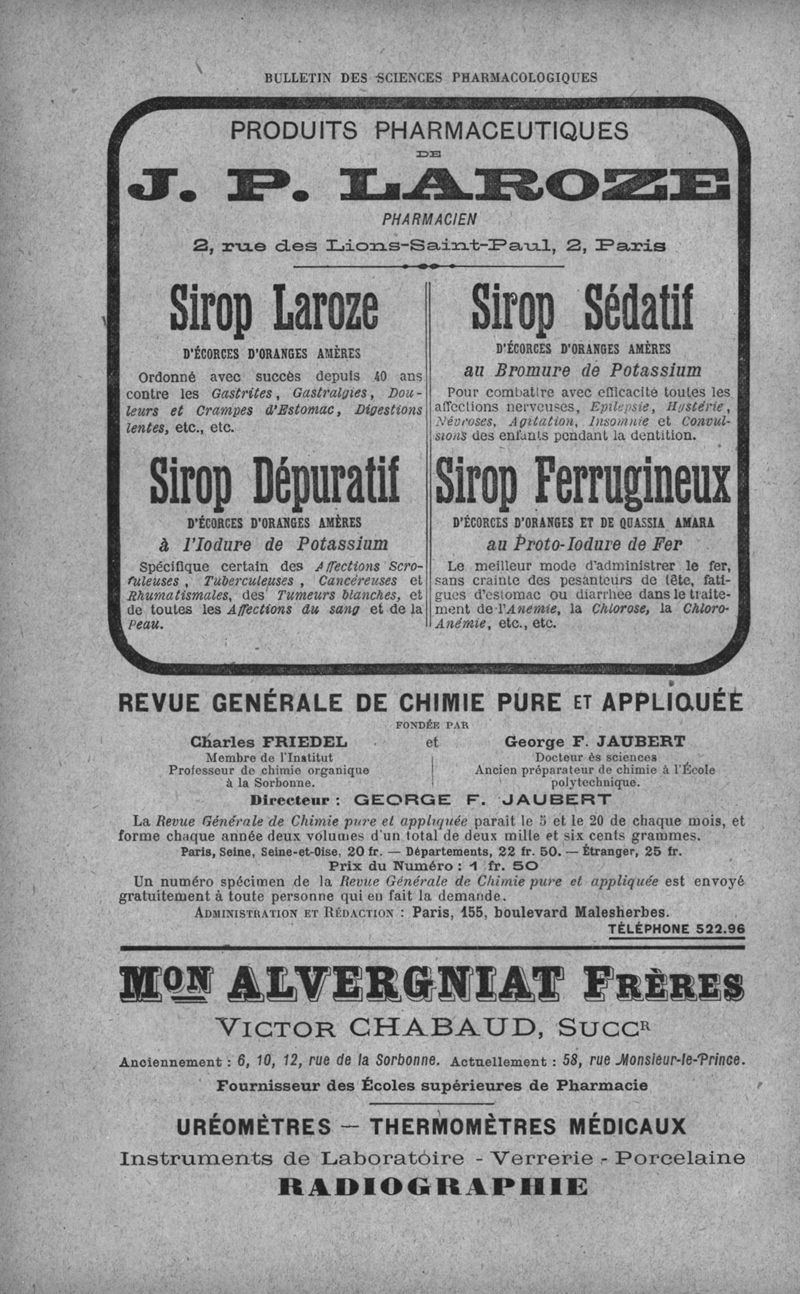 BULLETIN DES SCIENCES PHARMACOLOGIQUES
PRODUITS PHARMACEUTIQUES
DE
J. P. LAROZE
PHARMACIEN
2, rue des Lions-Saint-Paul, 2, Paris
Sirop Laroze
D'ÉCORCES D'ORANGES AMÈRES
Ordonné avec succès depuis 40 ans
contre les Gastrites, Gastralgies, Dou-
leurs et Crampes d'Estomac, Digestions
lentes, etc., etc.
Sirop Sédatif
D'ÉCORCES D'ORANGES AMÈRES
au Bromure de Potassium
Pour combattre avec efficacité toutes les
affections nerveuses, Epilepsie, Hystérie,
Névroses, Agitation, Insomnie et Convul-
sions des enfants pendant la dentition.
Sirop Dépuratif
D'ÉCORCES D'ORANGES AMÈRES
à l'Iodure de Potassium
Spécifique certain des Affections Scro-
fuleuses, Tuberculeuses, Cancéreuses et
Rhumatismales, des Tumeurs blanches, et
de toutes les Affections du sang et de la
Peau.
Sirop Ferrugineux
D'ÉCORCES D'ORANGES ET DE QUASSIA AMARA
au Proto-Iodure de Fer
Le meilleur mode d'administrer le fer,
sans crainte des pesanteurs de tête, fati-
gues d'estomac ou diarrhée dans le traite-
ment de l'Anemie, la Chlorose, la Chloro-
Anémie, etc., etc.
REVUE GENÉRALE DE CHIMIE PURE ET APPLIQUÉE
FONDÉE PAR
Charles FRIEDEL et George F. JAUBERT
Membre de l'Institut
Professeur de chimie organique
à la Sorbonne.
Docteur ès sciences
Ancien préparateur de chimie à l'École
polytechnique.
Directeur : GEORGE F. JAUBERT
La Revue Générale de Chimie pure et appliquée parait le 5 et le 20 de chaque mois, et
forme chaque année deux volumes d'un total de deux mille et six cents grammes.
Paris, Seine, Seine-et-Oise, 20 fr. — Départements, 22 fr. 50. — Étranger, 25 fr.
Prix du Numéro : 1 fr. 50
Un numéro spécimen de la Revue Générale de Chimie pure et appliquée est envoyé
gratuitement à toute personne qui en fait la demande.
ADMINISTRATION ET RÉDACTION : Paris, 155, boulevard Malesherbes.
TÉLÉPHONE 522.96
MON ALVERGNIAT FRÈRES
VICTOR CHABAUD, SUCCR
Anciennement : 6, 10, 12, rue de la Sorbonne. Actuellement : 58, rue Monsieur-le-Prince.
Fournisseur des Écoles supérieures de Pharmacie
URÉOMÈTRES — THERMOMÈTRES MÉDICAUX
Instruments de Laboratoire - Verrerie - Porcelaine
RADIOGRAPHIE